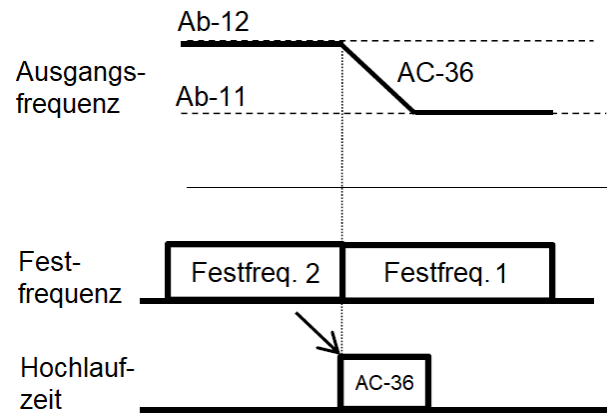 Ab-12
Ausgangs-
frequenz
AC-36
Ab-11
Fest-
frequenz
Festfreq. 2
Festfreq. 1
Hochlauf-
zeit
AC-36